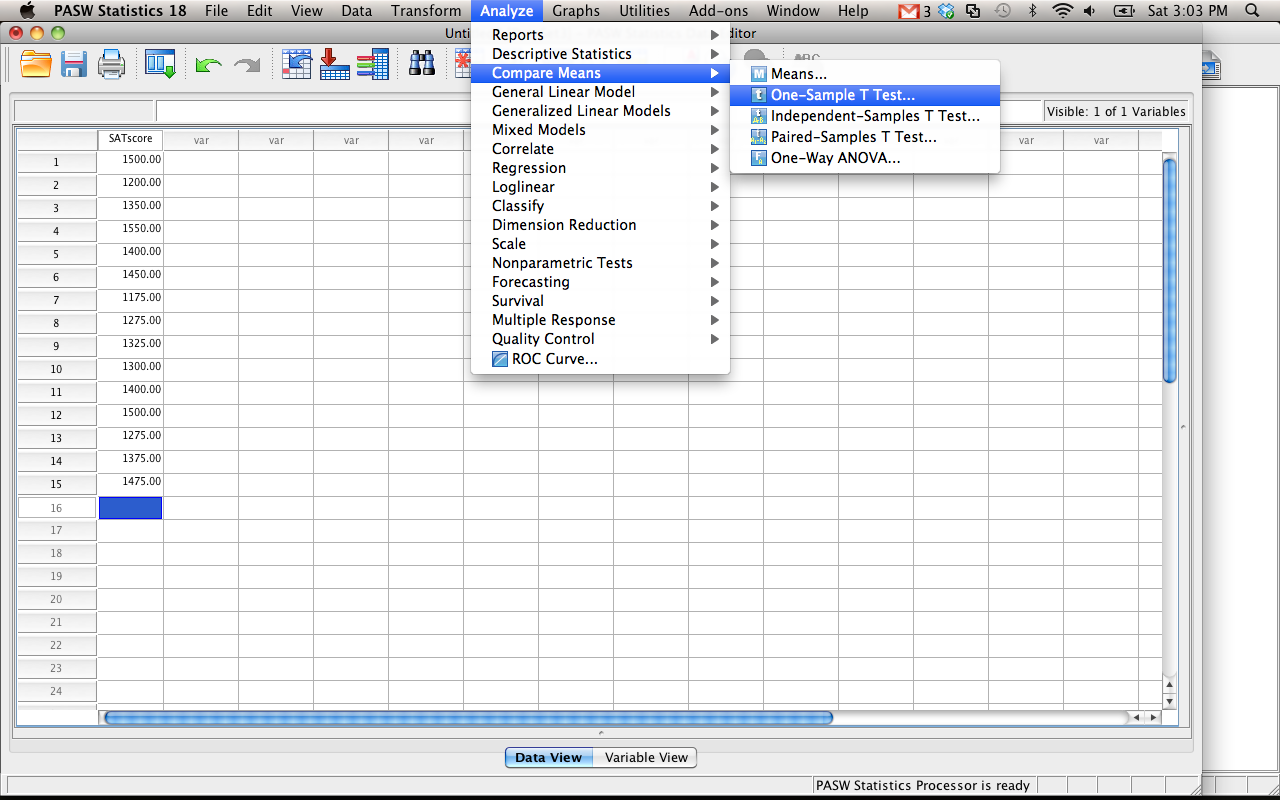 PASW Statistics 18 File Edit View Data Transform Analyze Graphs Utilities Add-ons Window Help 3 Sat 3:03 PM
Unti
ditor
Reports
Descriptive Statistics
Compare Means
General Linear Model
Generalized Linear Models
Mixed Models
Correlate
Regression
Loglinear
Classify
Dimension Reduction
Scale
Nonparametric Tests
Forecasting
Survival
Multiple Response
Quality Control
ROC Curve...
M Means...
t One-Sample T Test...
Independent-Samples T Test...
Paired-Samples T Test...
One-Way ANOVA...
Visible: 1 of 1 Variables
SATscore var var var var var var
1 1500.00
2 1200.00
3 1350.00
4 1550.00
5 1400.00
6 1450.00
7 1175.00
8 1275.00
9 1325.00
10 1300.00
11 1400.00
12 1500.00
13 1275.00
14 1375.00
15 1475.00
16
17
18
19
20
21
22
23
24
Data View Variable View
PASW Statistics Processor is ready